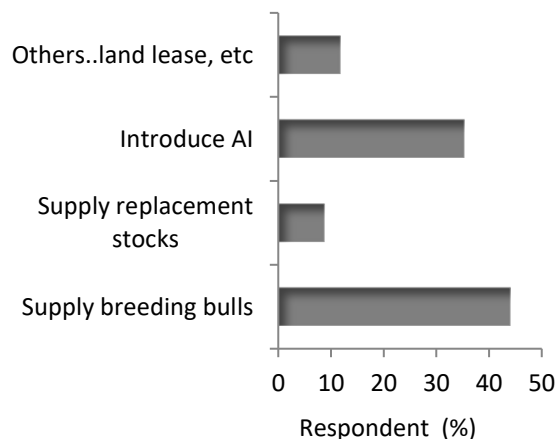 Others..land lease, etc
Introduce AI
Supply replacement
stocks
Supply breeding bulls
0 10 20 30 40 50
Respondent (%)